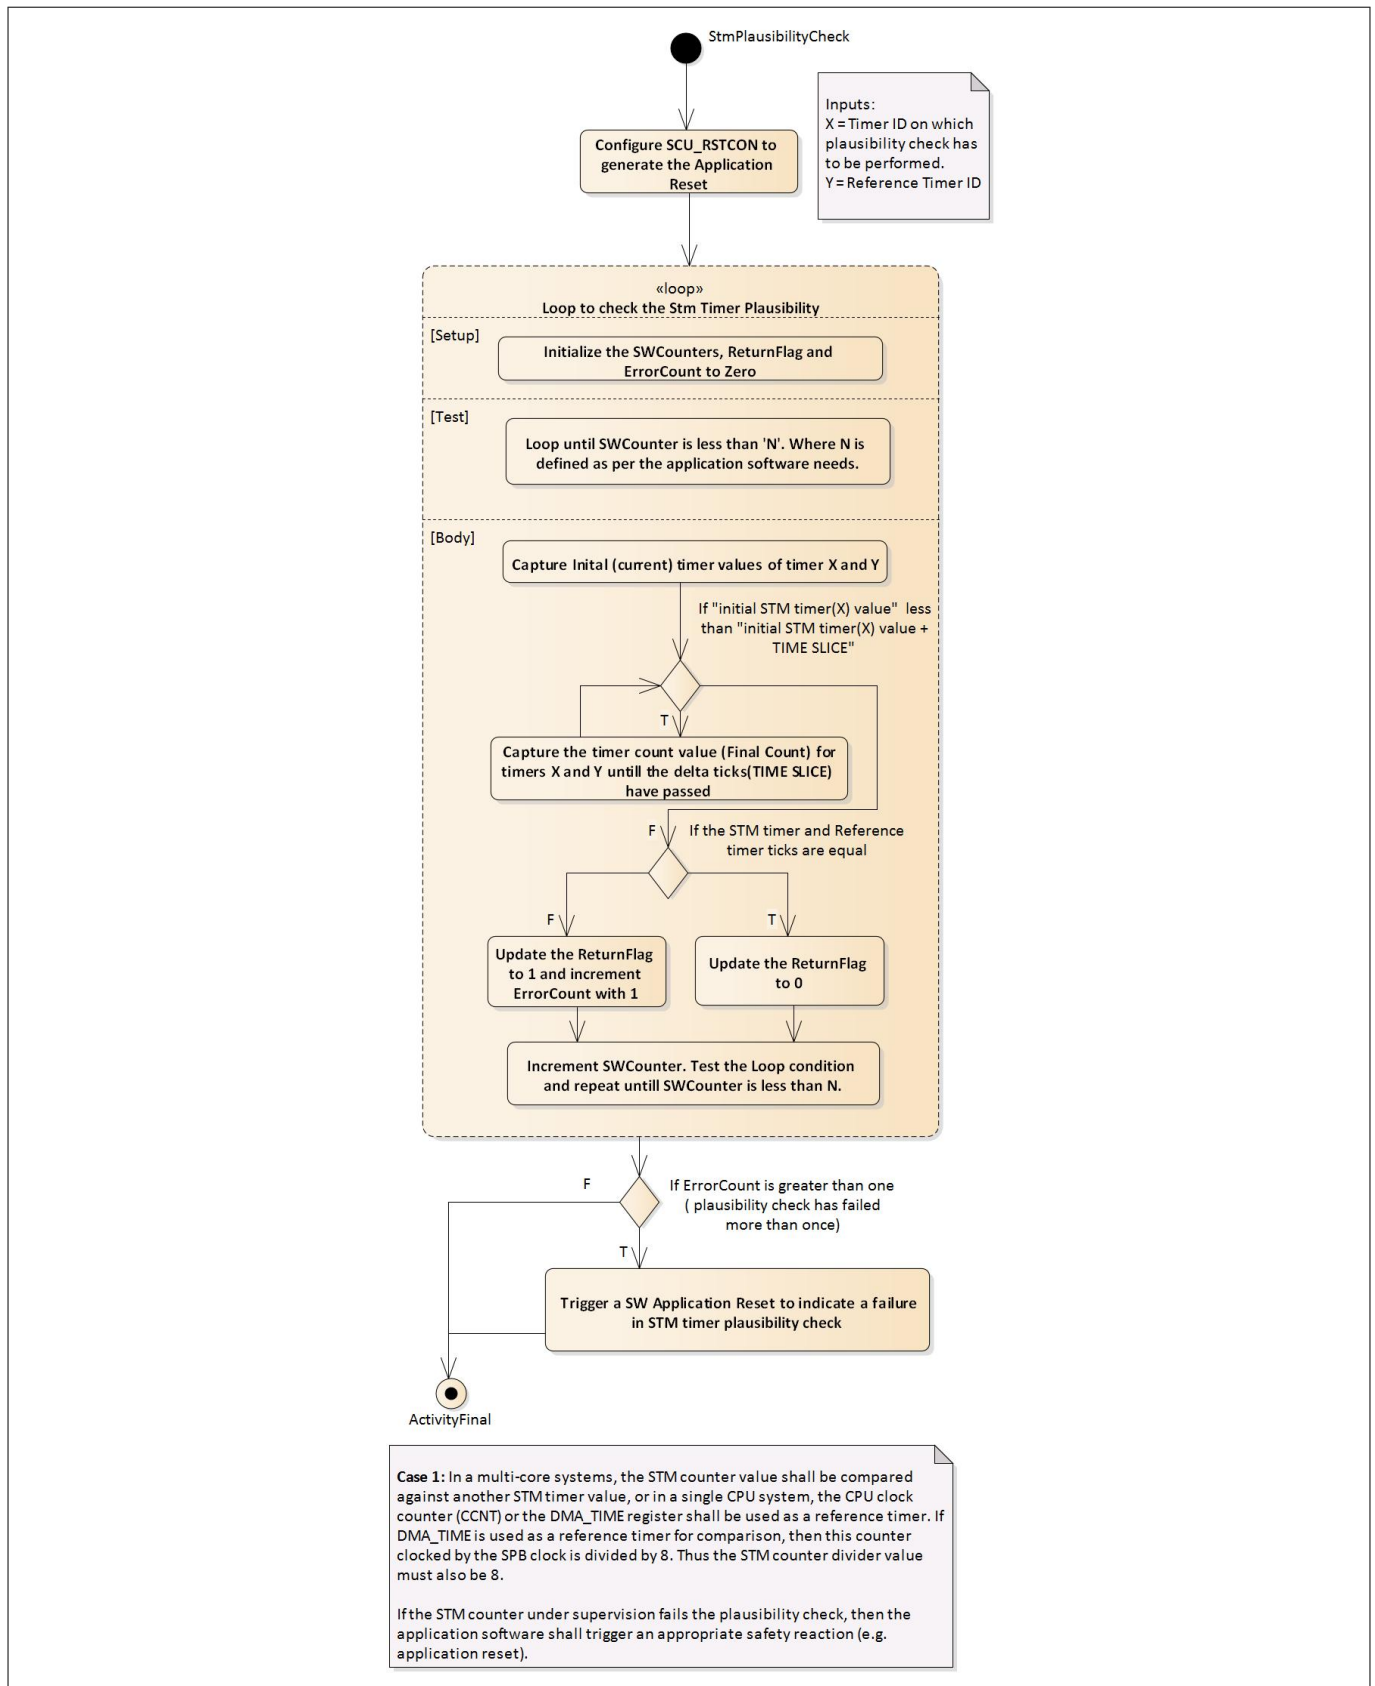 StmPlausibilityCheck
Inputs:
X = Timer ID on which
plausibility check has
to be performed.
Y = Reference Timer ID
Configure SCU_RSTCON to
generate the Application
Reset
«loop»
Loop to check the Stm Timer Plausibility
[Setup]
Initialize the SWCounters, ReturnFlag and
ErrorCount to Zero
[Test]
Loop until SWCounter is less than 'N'. Where N is
defined as per the application software needs.
[Body]
Capture Inital (current) timer values of timer X and Y
If "initial STM timer(X) value" less
than "initial STM timer(X) value +
TIME SLICE"
T
Capture the timer count value (Final Count) for
timers X and Y untill the delta ticks(TIME SLICE)
have passed
F
If the STM timer and Reference
timer ticks are equal
F
T
Update the ReturnFlag
to 1 and increment
ErrorCount with 1
Update the ReturnFlag
to 0
Increment SWCounter. Test the Loop condition
and repeat untill SWCounter is less than N.
F
If ErrorCount is greater than one
( plausibility check has failed
more than once)
T
Trigger a SW Application Reset to indicate a failure
in STM timer plausibility check
ActivityFinal
Case 1: In a multi-core systems, the STM counter value shall be compared
against another STM timer value, or in a single CPU system, the CPU clock
counter (CCNT) or the DMA_TIME register shall be used as a reference timer. If
DMA_TIME is used as a reference timer for comparison, then this counter
clocked by the SPB clock is divided by 8. Thus the STM counter divider value
must also be 8.
If the STM counter under supervision fails the plausibility check, then the
application software shall trigger an appropriate safety reaction (e.g.
application reset).